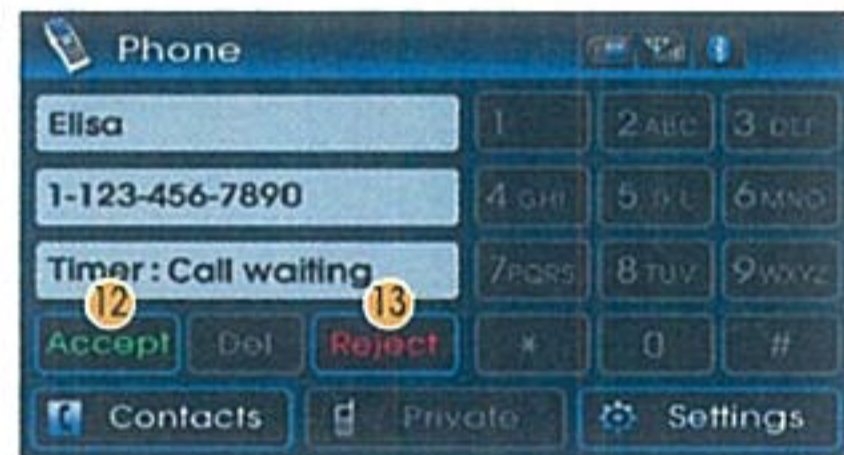 Phone
Elisa
1 2 ABC 3 DEF
1-123-456-7890
4 GHI 5 JKL 6 MNO
Timer : Call waiting
7 PQRS 8 TUV 9 WXYZ
12 13
Accept Del Reject * 0 #
Contacts Private Settings